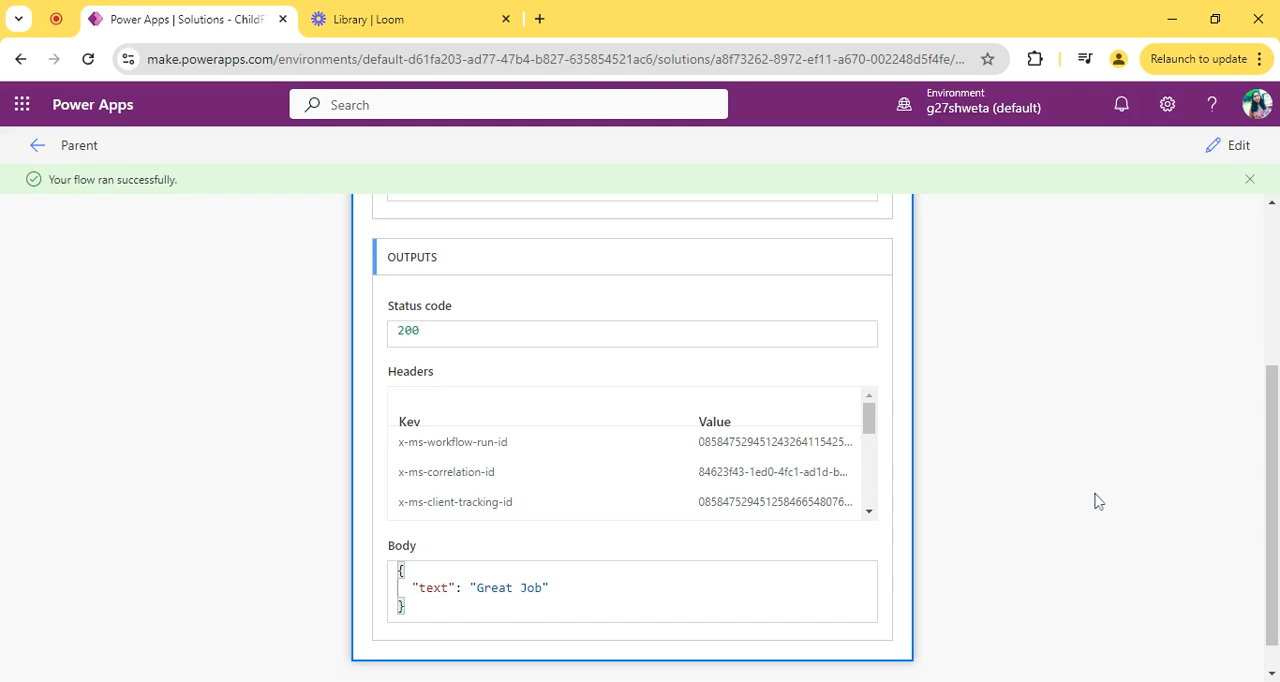 Power Apps | Solutions - ChildF
Library | Loom
make.powerapps.com/environments/default-d61fa203-ad77-47b4-b827-635854521ac6/solutions/a8f73262-8972-ef11-a670-002248d5f4fe/...
Relaunch to update
Power Apps
Search
Environment
g27shweta (default)
Parent
Edit
Your flow ran successfully.
OUTPUTS
Status code
200
Headers
Key Value
x-ms-workflow-run-id 085847529451243264115425...
x-ms-correlation-id 84623f43-1ed0-4fc1-ad1d-b...
x-ms-client-tracking-id 085847529451258466548076...
Body
{
"text": "Great Job"
}